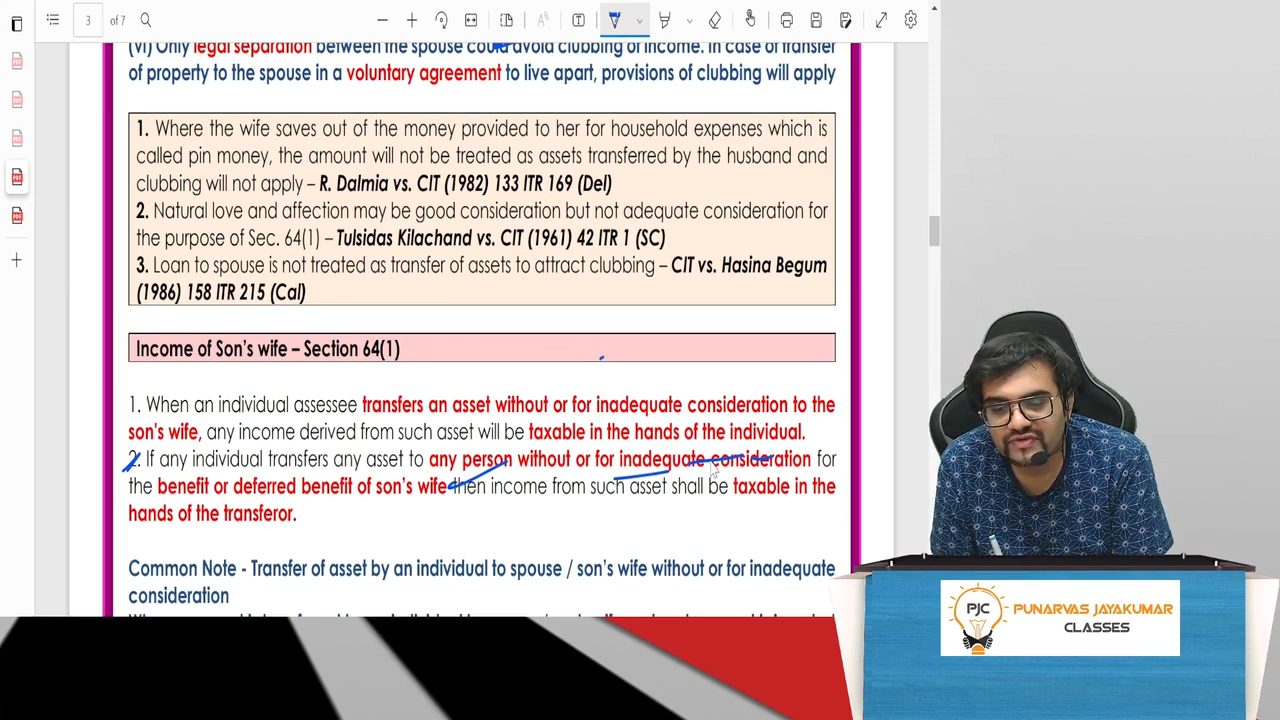 3 of 7
(vi) Only legal separation between the spouse could avoid clubbing of income. In case of transfer
of property to the spouse in a voluntary agreement to live apart, provisions of clubbing will apply
1. Where the wife saves out of the money provided to her for household expenses which is
called pin money, the amount will not be treated as assets transferred by the husband and
clubbing will not apply – R. Dalmia vs. CIT (1982) 133 ITR 169 (Del)
2. Natural love and affection may be good consideration but not adequate consideration for
the purpose of Sec. 64(1) – Tulsidas Kilachand vs. CIT (1961) 42 ITR 1 (SC)
3. Loan to spouse is not treated as transfer of assets to attract clubbing – CIT vs. Hasina Begum
(1986) 158 ITR 215 (Cal)
Income of Son's wife – Section 64(1)
1. When an individual assessee transfers an asset without or for inadequate consideration to the
son's wife, any income derived from such asset will be taxable in the hands of the individual.
2. If any individual transfers any asset to any person without or for inadequate consideration for
the benefit or deferred benefit of son's wife then income from such asset shall be taxable in the
hands of the transferor.
Common Note - Transfer of asset by an individual to spouse / son's wife without or for inadequate
consideration
PJC
PUNARVAS JAYAKUMAR
CLASSES